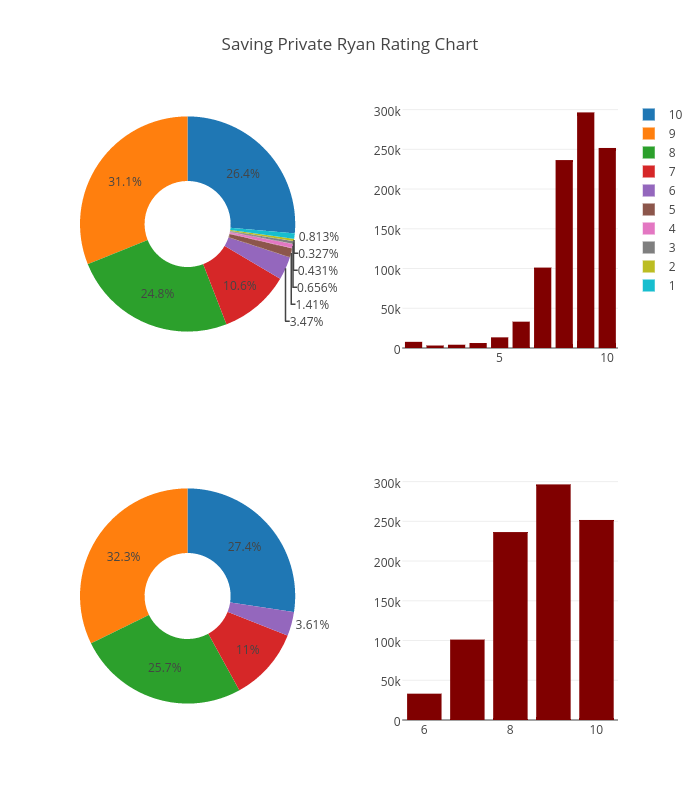 Saving Private Ryan Rating Chart
26.4%
31.1%
24.8%
10.6%
0.813%
0.327%
0.431%
0.656%
1.41%
3.47%
300k
250k
200k
150k
100k
50k
0
5 10
10
9
8
7
6
5
4
3
2
1
27.4%
32.3%
25.7%
11%
3.61%
300k
250k
200k
150k
100k
50k
0
6 8 10